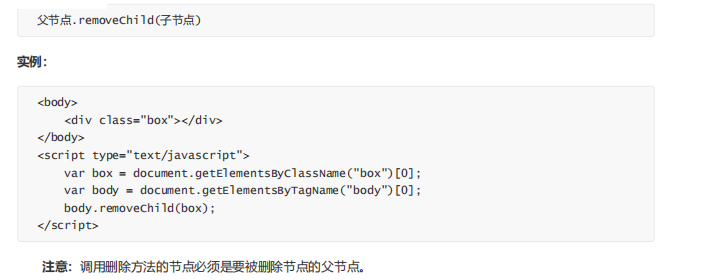 父节点.removeChild(子节点)
实例：
<body>
    <div class="box"></div>
</body>
<script type="text/javascript">
    var box = document.getElementsByClassName("box")[0];
    var body = document.getElementsByTagName("body")[0];
    body.removeChild(box);
</script>
注意：调用删除方法的节点必须是要被删除节点的父节点。